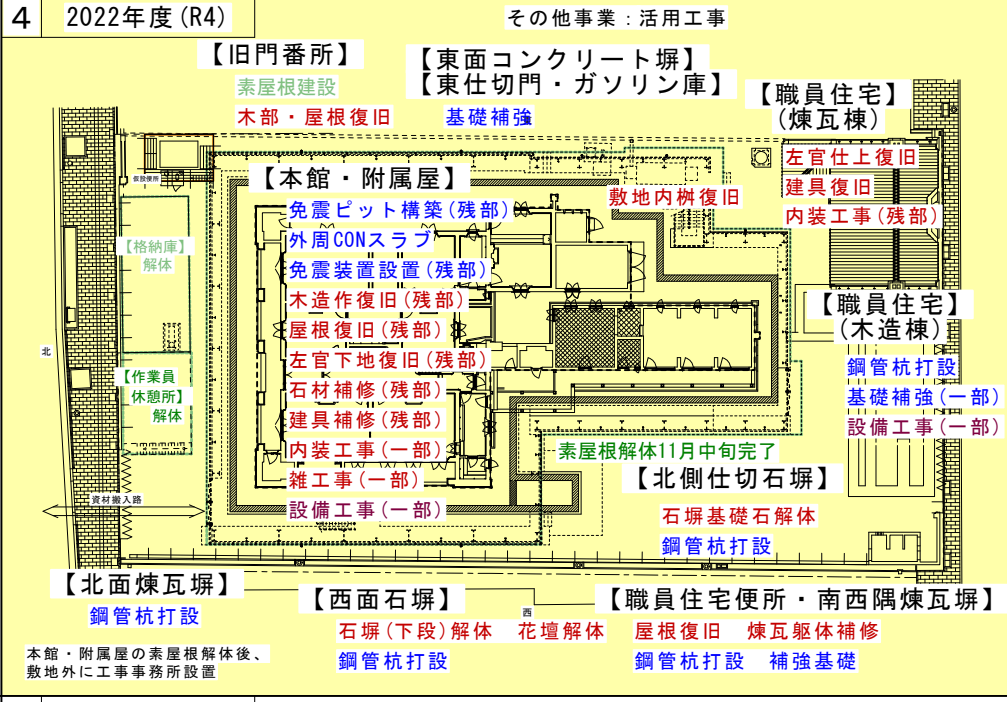 4
2022年度(R4)
その他事業:活用工事
【旧門番所】
素屋根建設
木部・屋根復旧
【東面コンクリート塀】
【東仕切門・ガソリン庫】
基礎補強
【職員住宅】
(煉瓦棟)
左官仕上復旧
建具復旧
内装工事(残部)
仮設便所
【本館・附属屋】
免震ピット構築(残部)
外周CONスラブ
免震装置設置(残部)
木造作復旧(残部)
屋根復旧(残部)
左官下地復旧(残部)
石材補修(残部)
建具補修(残部)
内装工事(一部)
雑工事(一部)
設備工事(一部)
敷地内桝復旧
【格納庫】
解体
北
【作業員
休憩所】
解体
【職員住宅】
(木造棟)
鋼管杭打設
基礎補強(一部)
設備工事(一部)
素屋根解体11月中旬完了
【北側仕切石塀】
石塀基礎石解体
鋼管杭打設
資材搬入路
【北面煉瓦塀】
鋼管杭打設
【西面石塀】
石塀(下段)解体 花壇解体
鋼管杭打設
西
【職員住宅便所・南西隅煉瓦塀】
屋根復旧 煉瓦躯体補修
鋼管杭打設 補強基礎
本館・附属屋の素屋根解体後、
敷地外に工事事務所設置